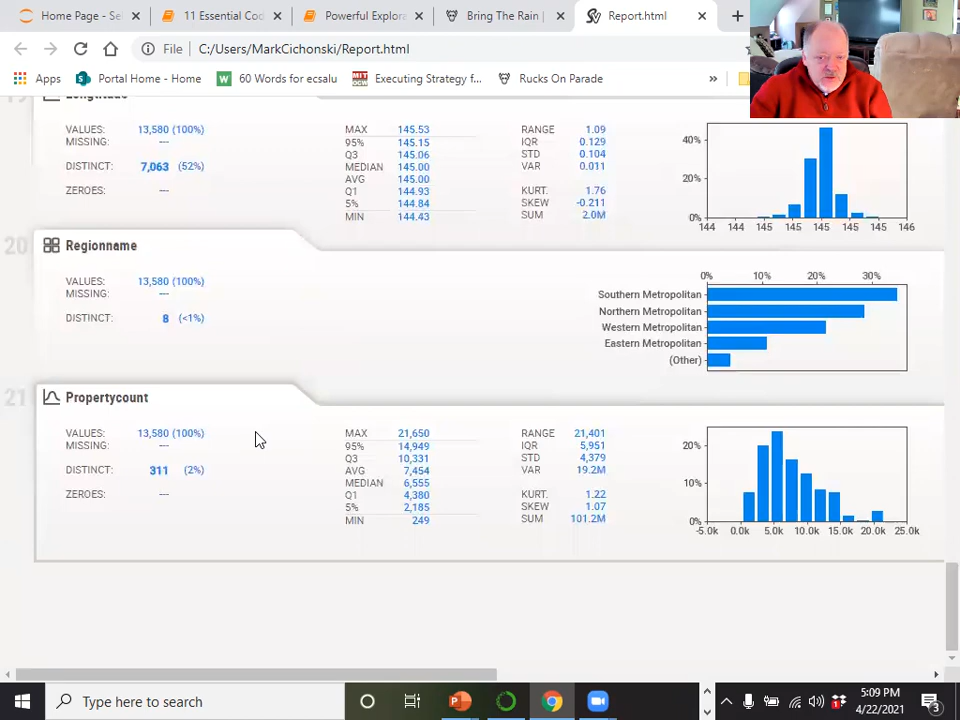 Home Page - Sel
11 Essential Cod
Powerful Explora
Bring The Rain
Report.html
File
C:/Users/MarkCichonski/Report.html
Apps
Portal Home - Home
60 Words for ecsalu
Executing Strategy f...
Rucks On Parade
»
19 Longitude
VALUES: 13,580 (100%)
MISSING: ---
DISTINCT: 7,063 (52%)
ZEROES: ---
MAX 145.53
95% 145.15
Q3 145.06
MEDIAN 145.00
AVG 145.00
Q1 144.93
5% 144.84
MIN 144.43
RANGE 1.09
IQR 0.129
STD 0.104
VAR 0.011
KURT. 1.76
SKEW -0.211
SUM 2.0M
40%
20%
0%
144 144 145 145 145 145 146
20 Regionname
VALUES: 13,580 (100%)
MISSING: ---
DISTINCT: 8 (<1%)
0% 10% 20% 30%
Southern Metropolitan
Northern Metropolitan
Western Metropolitan
Eastern Metropolitan
(Other)
21 Propertycount
VALUES: 13,580 (100%)
MISSING: ---
DISTINCT: 311 (2%)
ZEROES: ---
MAX 21,650
95% 14,949
Q3 10,331
AVG 7,454
MEDIAN 6,555
Q1 4,380
5% 2,185
MIN 249
RANGE 21,401
IQR 5,951
STD 4,379
VAR 19.2M
KURT. 1.22
SKEW 1.07
SUM 101.2M
20%
10%
0%
-5.0k 0.0k 5.0k 10.0k 15.0k 20.0k 25.0k
Type here to search
5:09 PM
4/22/2021
3